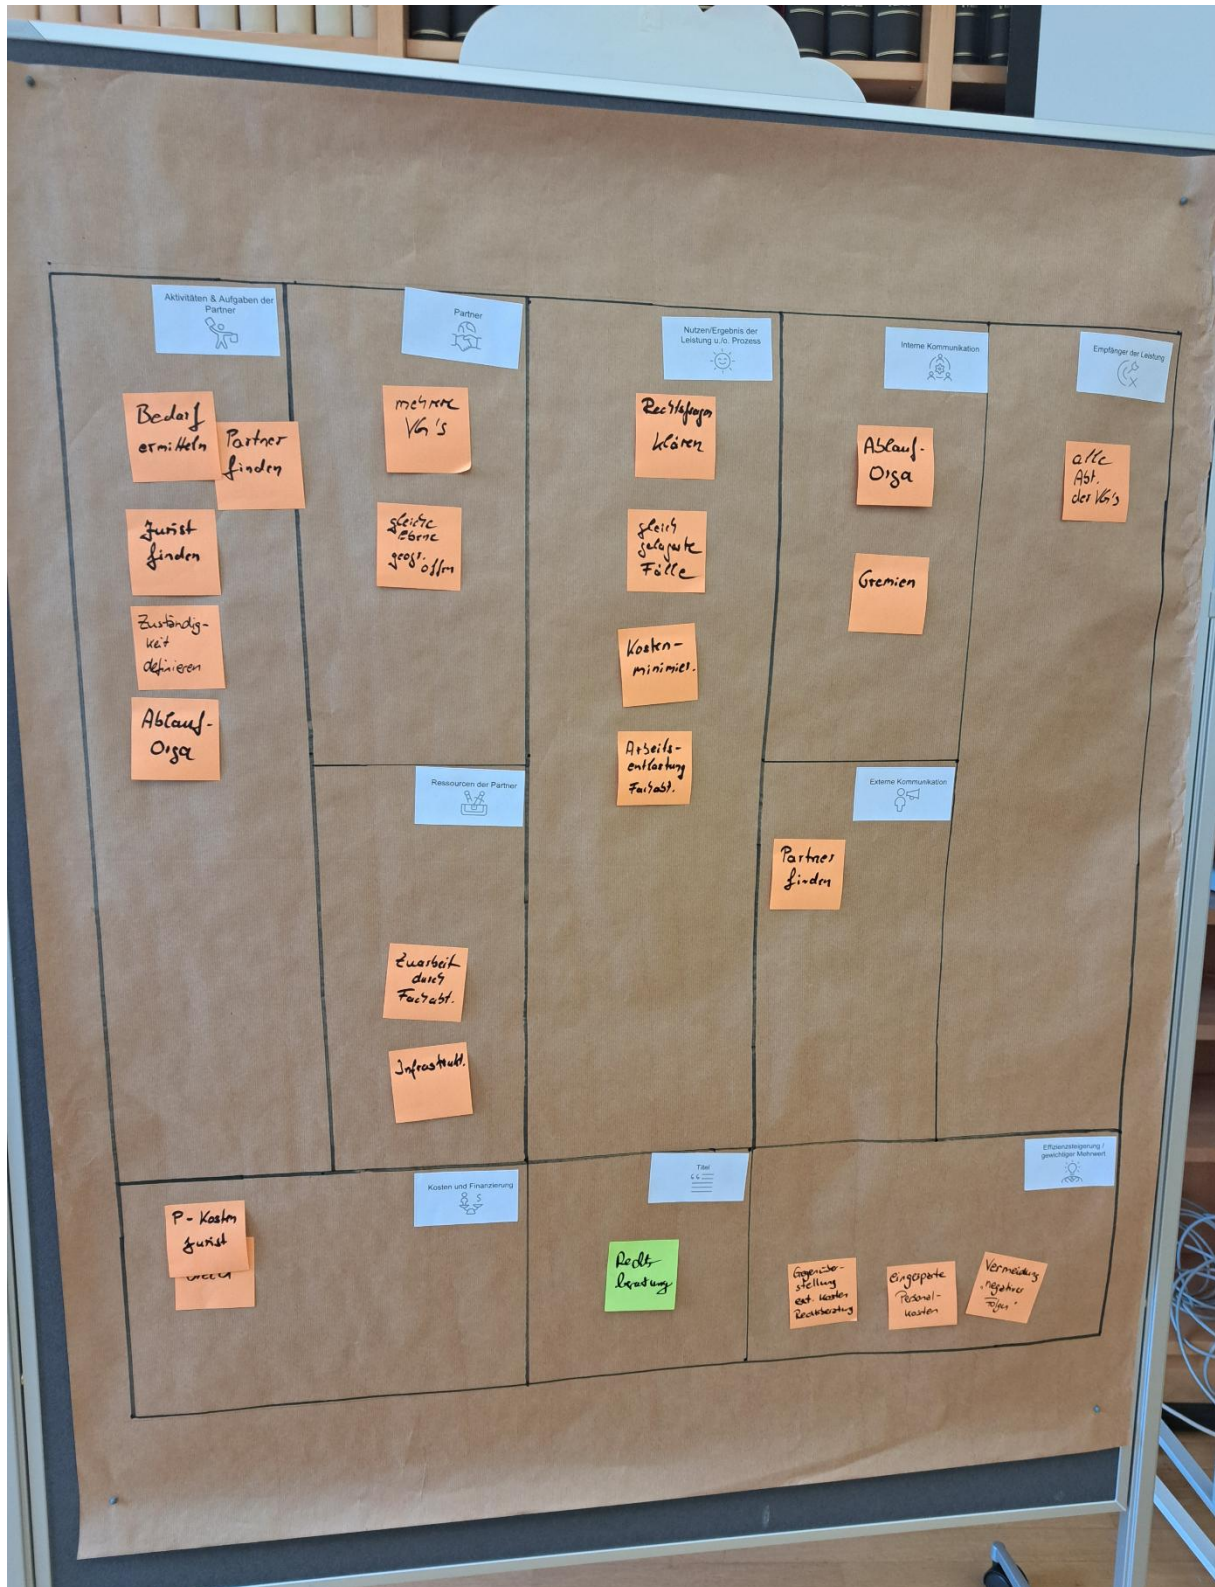 Aktivitäten & Aufgaben der
Partner
Bedarf
ermitteln
Partner
finden
Jurist
finden
Zuständig-
keit
definieren
Ablauf-
Orga
Partner
mehrere
VG's
gleiche
Ebene
geogr. offen
Ressourcen der Partner
Zuarbeit
durch
Fachabt.
Infrastrukt.
Nutzen/Ergebnis der
Leistung u./o. Prozess
Rechtsfragen
klären
gleich
gelagerte
Fälle
Kosten-
minimier.
Arbeits-
entlastung
Fachabt.
Interne Kommunikation
Ablauf-
Orga
Gremien
Externe Kommunikation
Partner
finden
Empfänger der Leistung
alle
Abt.
der VG's
Kosten und Finanzierung
P-Kosten
Jurist
Titel
Rechts
beratung
Effizienzsteigerung /
gewichtiger Mehrwert
Gegenüber-
stellung
ext. Kosten
Rechtsberatung
eingesparte
Personal-
kosten
Vermeidung
"negativer
Folgen"